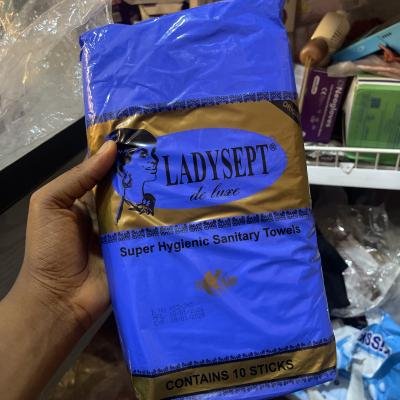 LADYSEPT®
de luxe
Super Hygienic Sanitary Towels
CONTAINS 10 STICKS